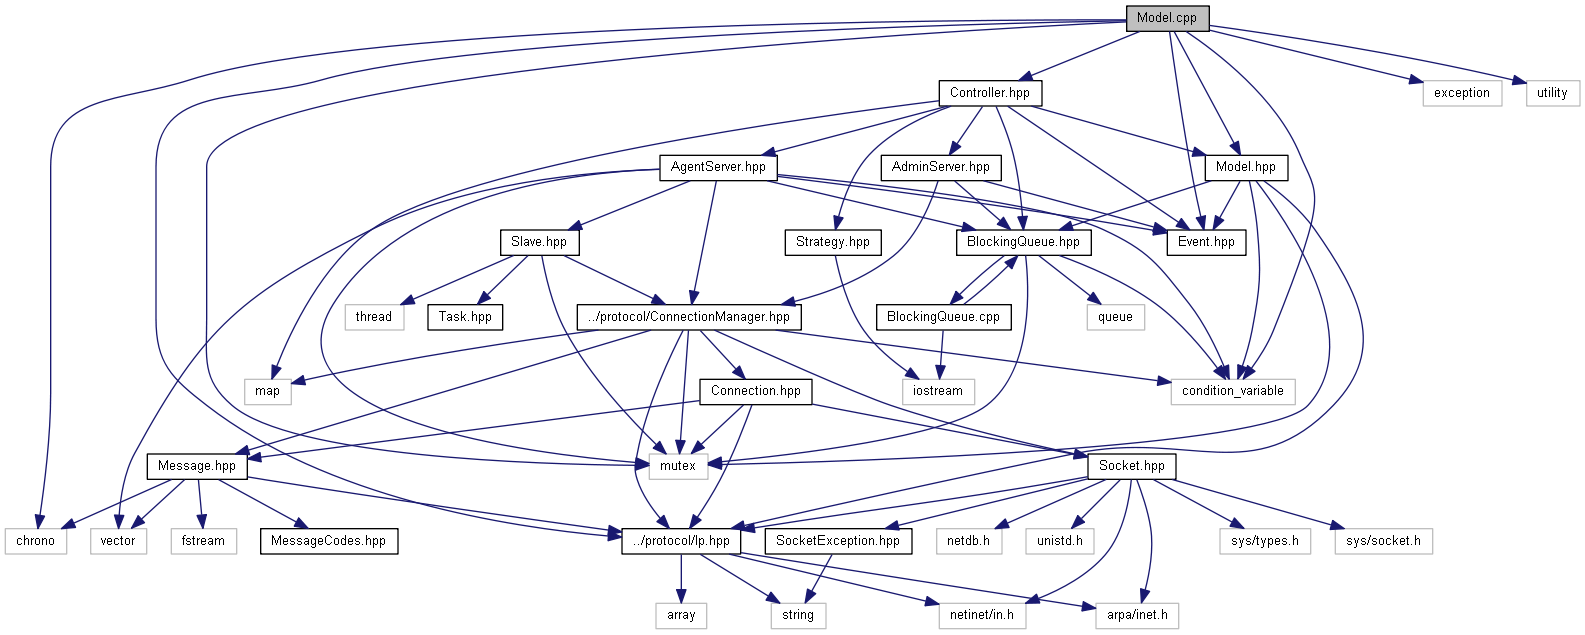 Model.cpp
Controller.hpp
exception
utility
AgentServer.hpp
AdminServer.hpp
Model.hpp
Slave.hpp
Strategy.hpp
BlockingQueue.hpp
Event.hpp
thread
Task.hpp
../protocol/ConnectionManager.hpp
BlockingQueue.cpp
queue
map
Connection.hpp
iostream
condition_variable
Message.hpp
mutex
Socket.hpp
chrono
vector
fstream
MessageCodes.hpp
../protocol/Ip.hpp
SocketException.hpp
netdb.h
unistd.h
sys/types.h
sys/socket.h
array
string
netinet/in.h
arpa/inet.h